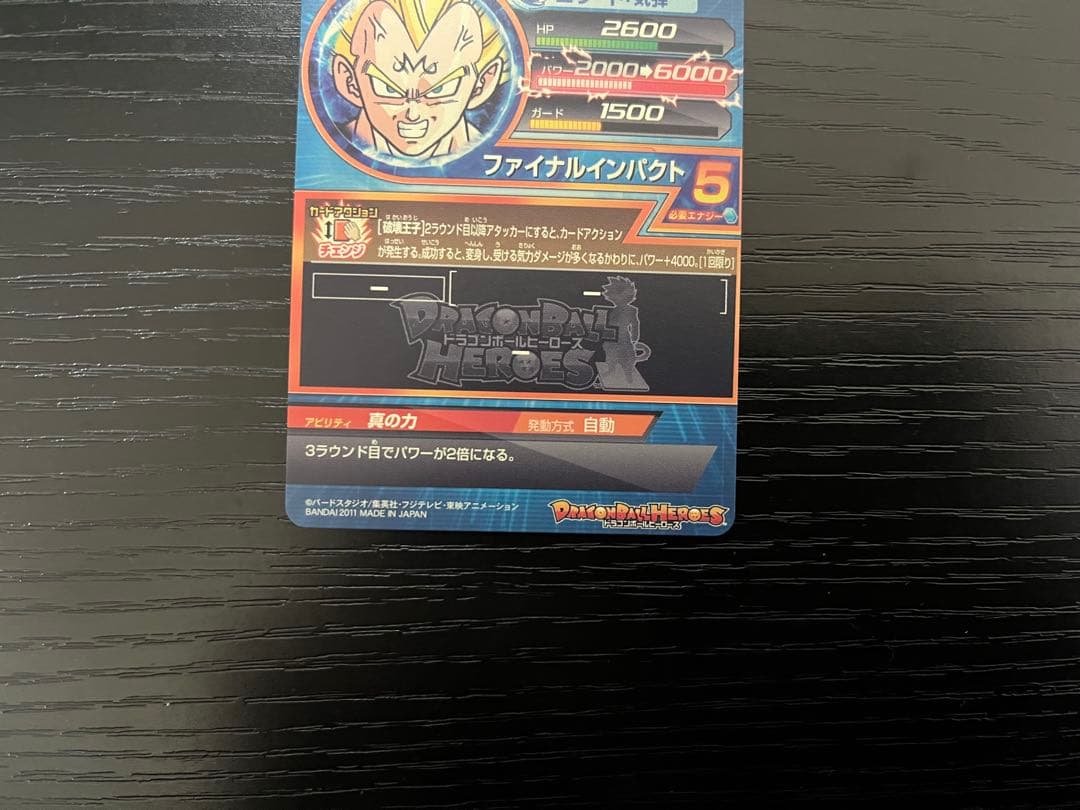 HP 2600
パワー 2000➡6000
ガード 1500
ファイナルインパクト 5
必要エナジー
カードアクション
チェンジ
[破壊王子]2ラウンド目以降アタッカーにすると、カードアクション
が発生する。成功すると、変身し、受ける気力ダメージが多くなるかわりに、パワー+4000。[1回限り]
DRAGONBALL
ドラゴンボールヒーローズ
HEROES
アビリティ 真の力 発動方式 自動
3ラウンド目でパワーが2倍になる。
©バードスタジオ/集英社・フジテレビ・東映アニメーション
BANDAI 2011 MADE IN JAPAN
DRAGONBALL HEROES
ドラゴンボールヒーローズ